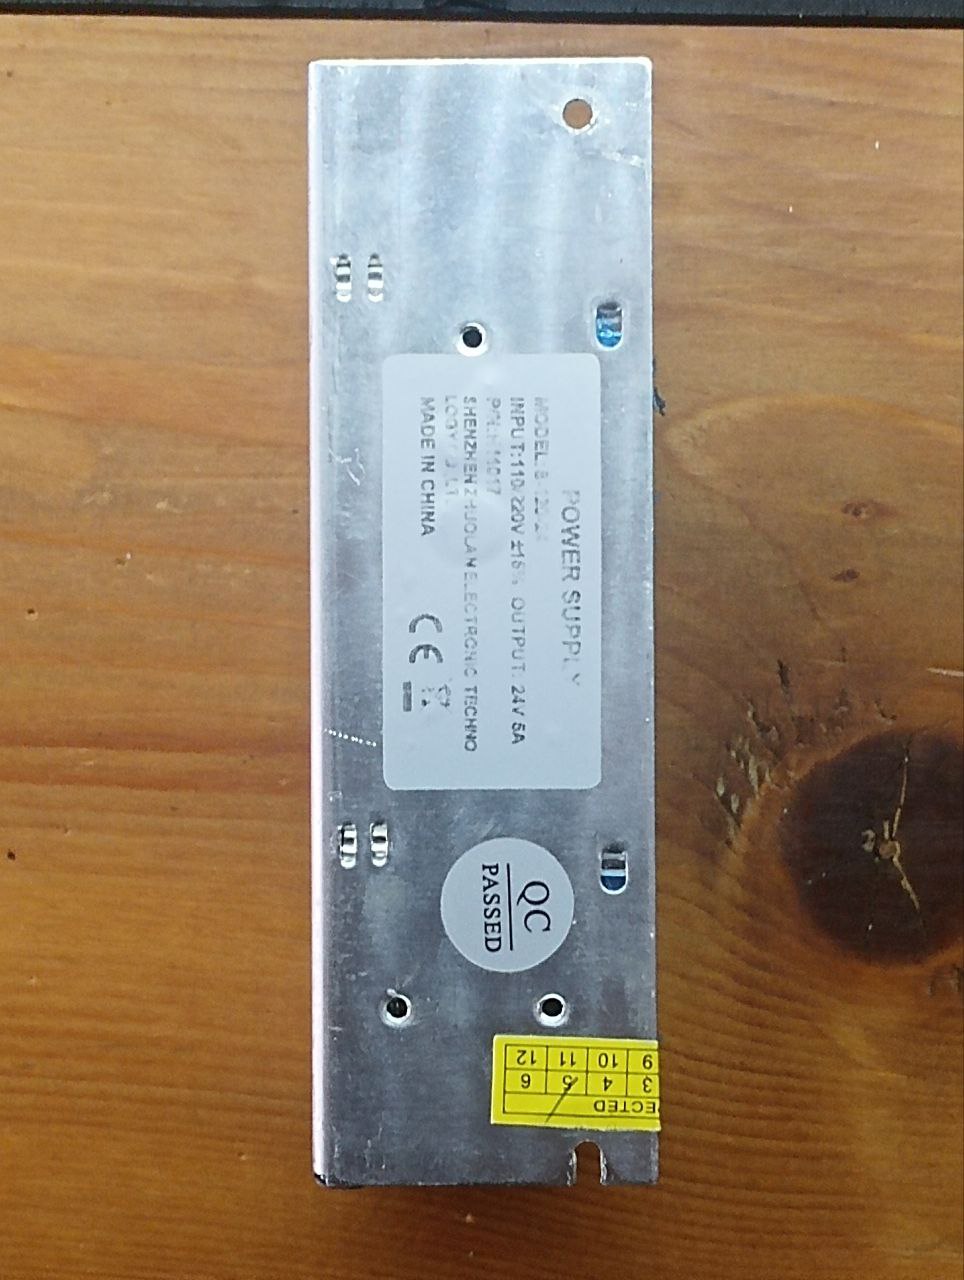 POWER SUPPLY
MODEL:
INPUT:110/220V ±15% OUTPUT: 24V 5A
SHENZHEN ZHUOLAN ELECTRONIC TECHNO
MADE IN CHINA
CE
QC
PASSED
ECTED
3 4 5 6
9 10 11 12